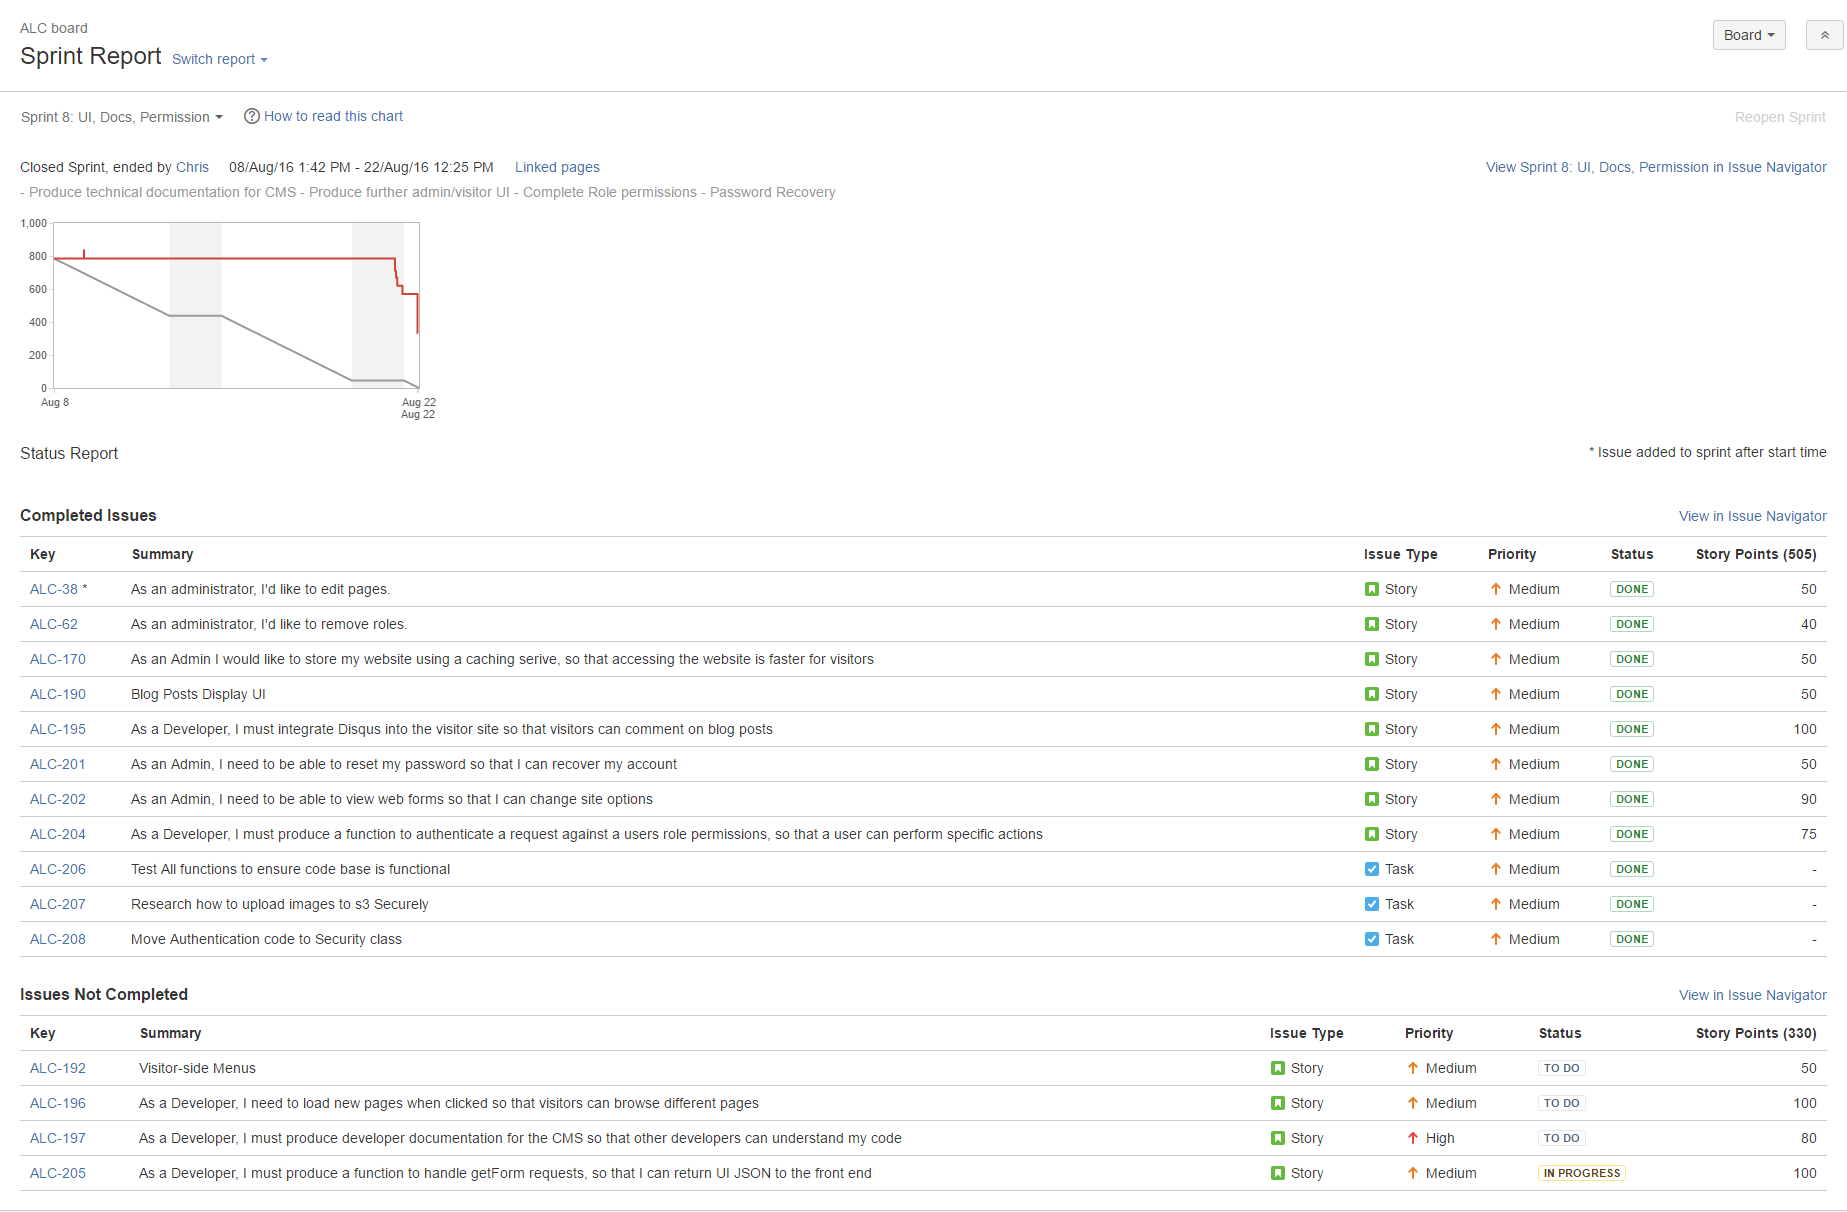 ALC board
Sprint Report Switch report
Board
Sprint 8: UI, Docs, Permission How to read this chart Reopen Sprint
Closed Sprint, ended by Chris 08/Aug/16 1:42 PM - 22/Aug/16 12:25 PM Linked pages View Sprint 8: UI, Docs, Permission in Issue Navigator
- Produce technical documentation for CMS - Produce further admin/visitor UI - Complete Role permissions - Password Recovery
1,000
800
600
400
200
0
Aug 8 Aug 22
Aug 22
Status Report * Issue added to sprint after start time
Completed Issues View in Issue Navigator
Key Summary Issue Type Priority Status Story Points (505)
ALC-38 * As an administrator, I'd like to edit pages. Story Medium DONE 50
ALC-62 As an administrator, I'd like to remove roles. Story Medium DONE 40
ALC-170 As an Admin I would like to store my website using a caching serive, so that accessing the website is faster for visitors Story Medium DONE 50
ALC-190 Blog Posts Display UI Story Medium DONE 50
ALC-195 As a Developer, I must integrate Disqus into the visitor site so that visitors can comment on blog posts Story Medium DONE 100
ALC-201 As an Admin, I need to be able to reset my password so that I can recover my account Story Medium DONE 50
ALC-202 As an Admin, I need to be able to view web forms so that I can change site options Story Medium DONE 90
ALC-204 As a Developer, I must produce a function to authenticate a request against a users role permissions, so that a user can perform specific actions Story Medium DONE 75
ALC-206 Test All functions to ensure code base is functional Task Medium DONE -
ALC-207 Research how to upload images to s3 Securely Task Medium DONE -
ALC-208 Move Authentication code to Security class Task Medium DONE -
Issues Not Completed View in Issue Navigator
Key Summary Issue Type Priority Status Story Points (330)
ALC-192 Visitor-side Menus Story Medium TO DO 50
ALC-196 As a Developer, I need to load new pages when clicked so that visitors can browse different pages Story Medium TO DO 100
ALC-197 As a Developer, I must produce developer documentation for the CMS so that other developers can understand my code Story High TO DO 80
ALC-205 As a Developer, I must produce a function to handle getForm requests, so that I can return UI JSON to the front end Story Medium IN PROGRESS 100